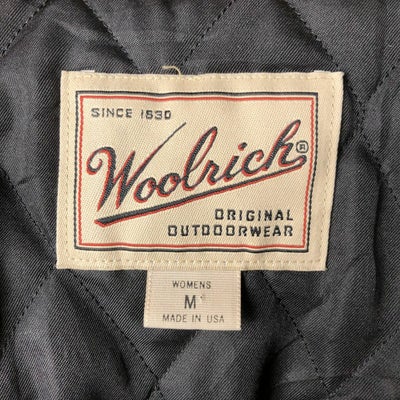 SINCE 1830
Woolrich®
ORIGINAL
OUTDOORWEAR
WOMENS
M
MADE IN USA